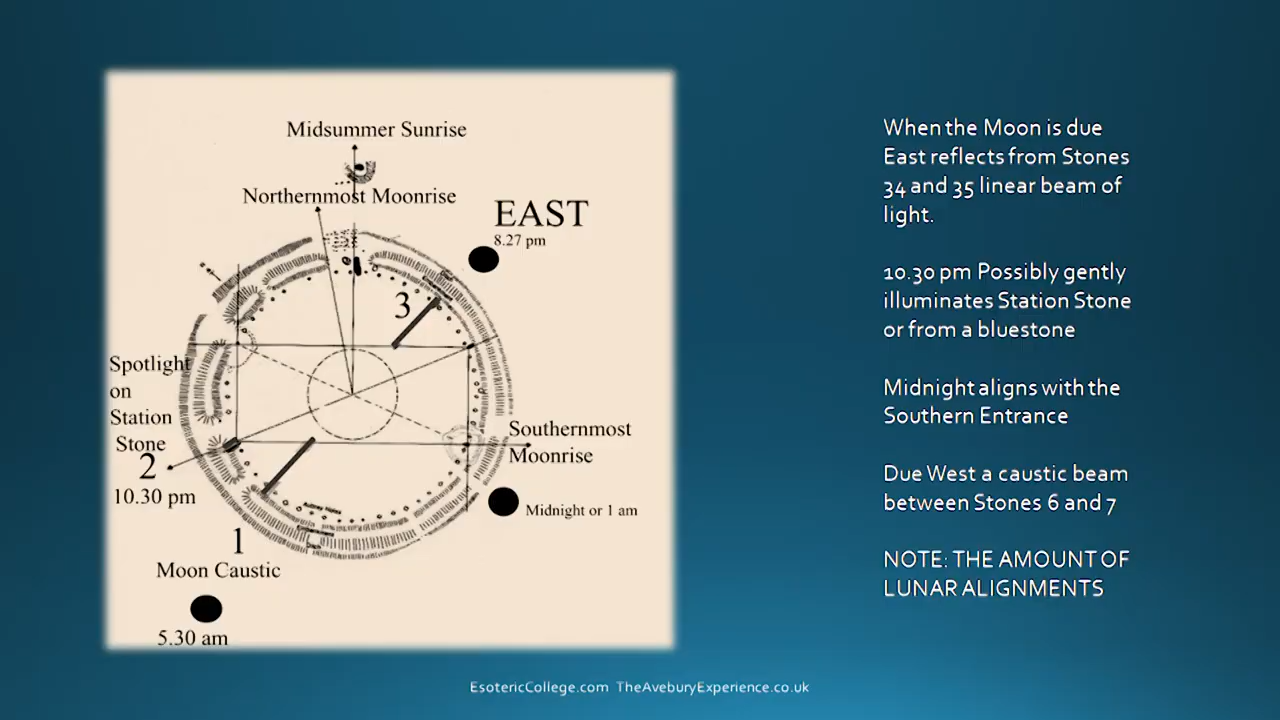 Midsummer Sunrise
Northernmost Moonrise
EAST
8.27 pm
3
Spotlight
on
Station
Stone
2
10.30 pm
Southernmost
Moonrise
Midnight or 1 am
1
Moon Caustic
5.30 am
When the Moon is due
East reflects from Stones
34 and 35 linear beam of
light.
10.30 pm Possibly gently
illuminates Station Stone
or from a bluestone
Midnight aligns with the
Southern Entrance
Due West a caustic beam
between Stones 6 and 7
NOTE: THE AMOUNT OF
LUNAR ALIGNMENTS
EsotericCollege.com TheAveburyExperience.co.uk